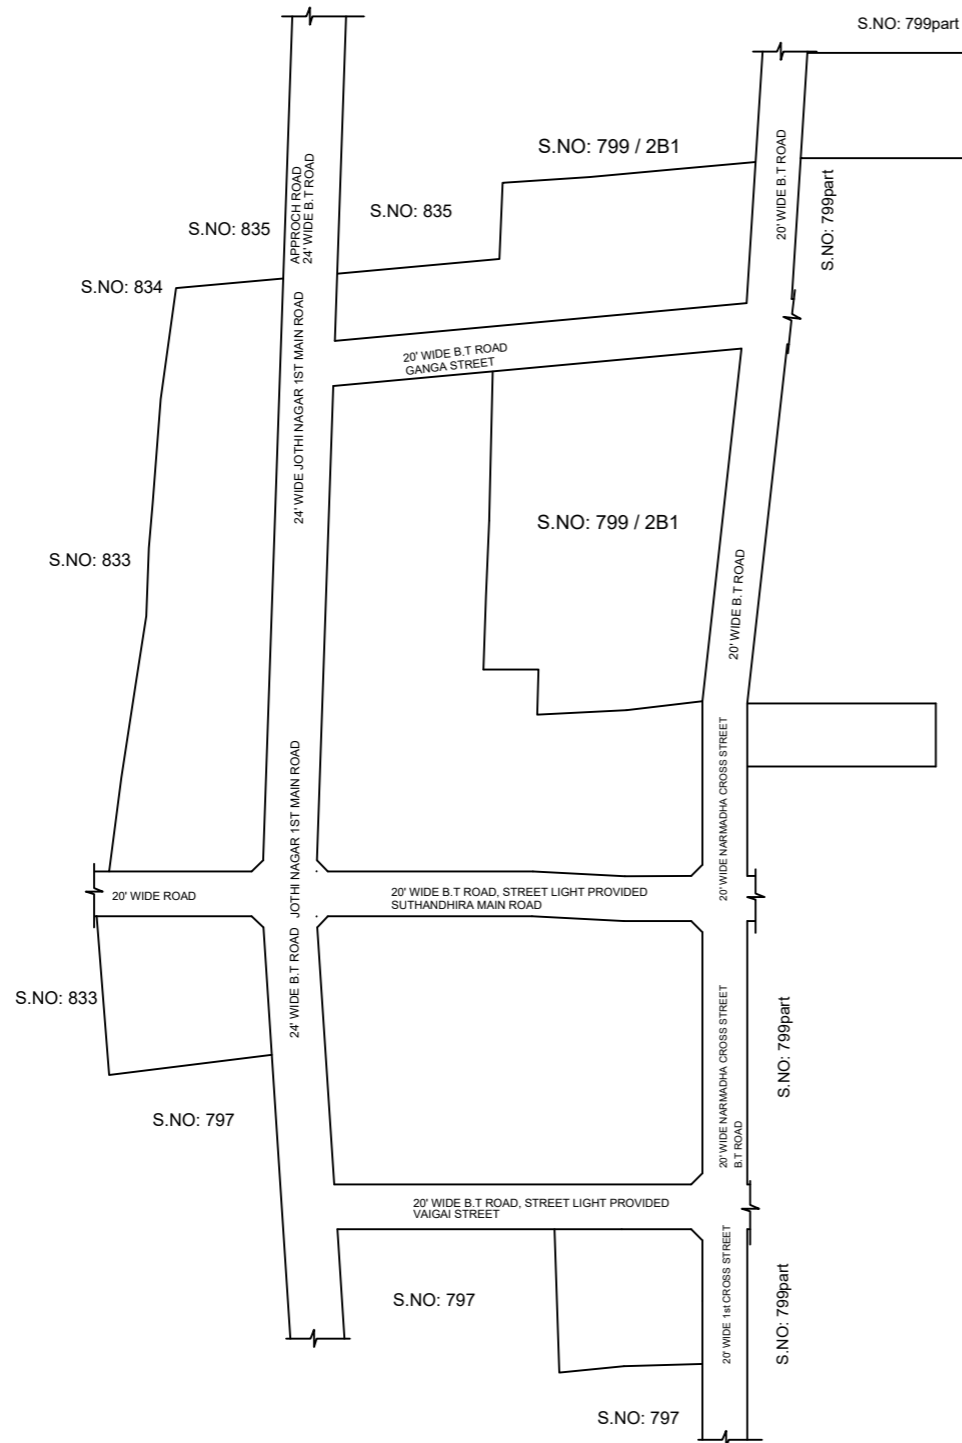 S.NO: 799part
S.NO: 799 / 2B1
20' WIDE B.T ROAD
S.NO: 799part
APPROCH ROAD
24' WIDE B.T ROAD
S.NO: 835
S.NO: 835
S.NO: 834
24' WIDE JOTHI NAGAR 1ST MAIN ROAD
20' WIDE B.T ROAD
GANGA STREET
S.NO: 799 / 2B1
S.NO: 833
20' WIDE B.T ROAD
20' WIDE NARMADHA CROSS STREET
24' WIDE B.T ROAD JOTHI NAGAR 1ST MAIN ROAD
20' WIDE ROAD
20' WIDE B.T ROAD, STREET LIGHT PROVIDED
SUTHANDHIRA MAIN ROAD
S.NO: 833
20' WIDE NARMADHA CROSS STREET
B.T ROAD
S.NO: 799part
S.NO: 797
20' WIDE B.T ROAD, STREET LIGHT PROVIDED
VAIGAI STREET
S.NO: 797
20' WIDE 1st CROSS STREET
S.NO: 799part
S.NO: 797